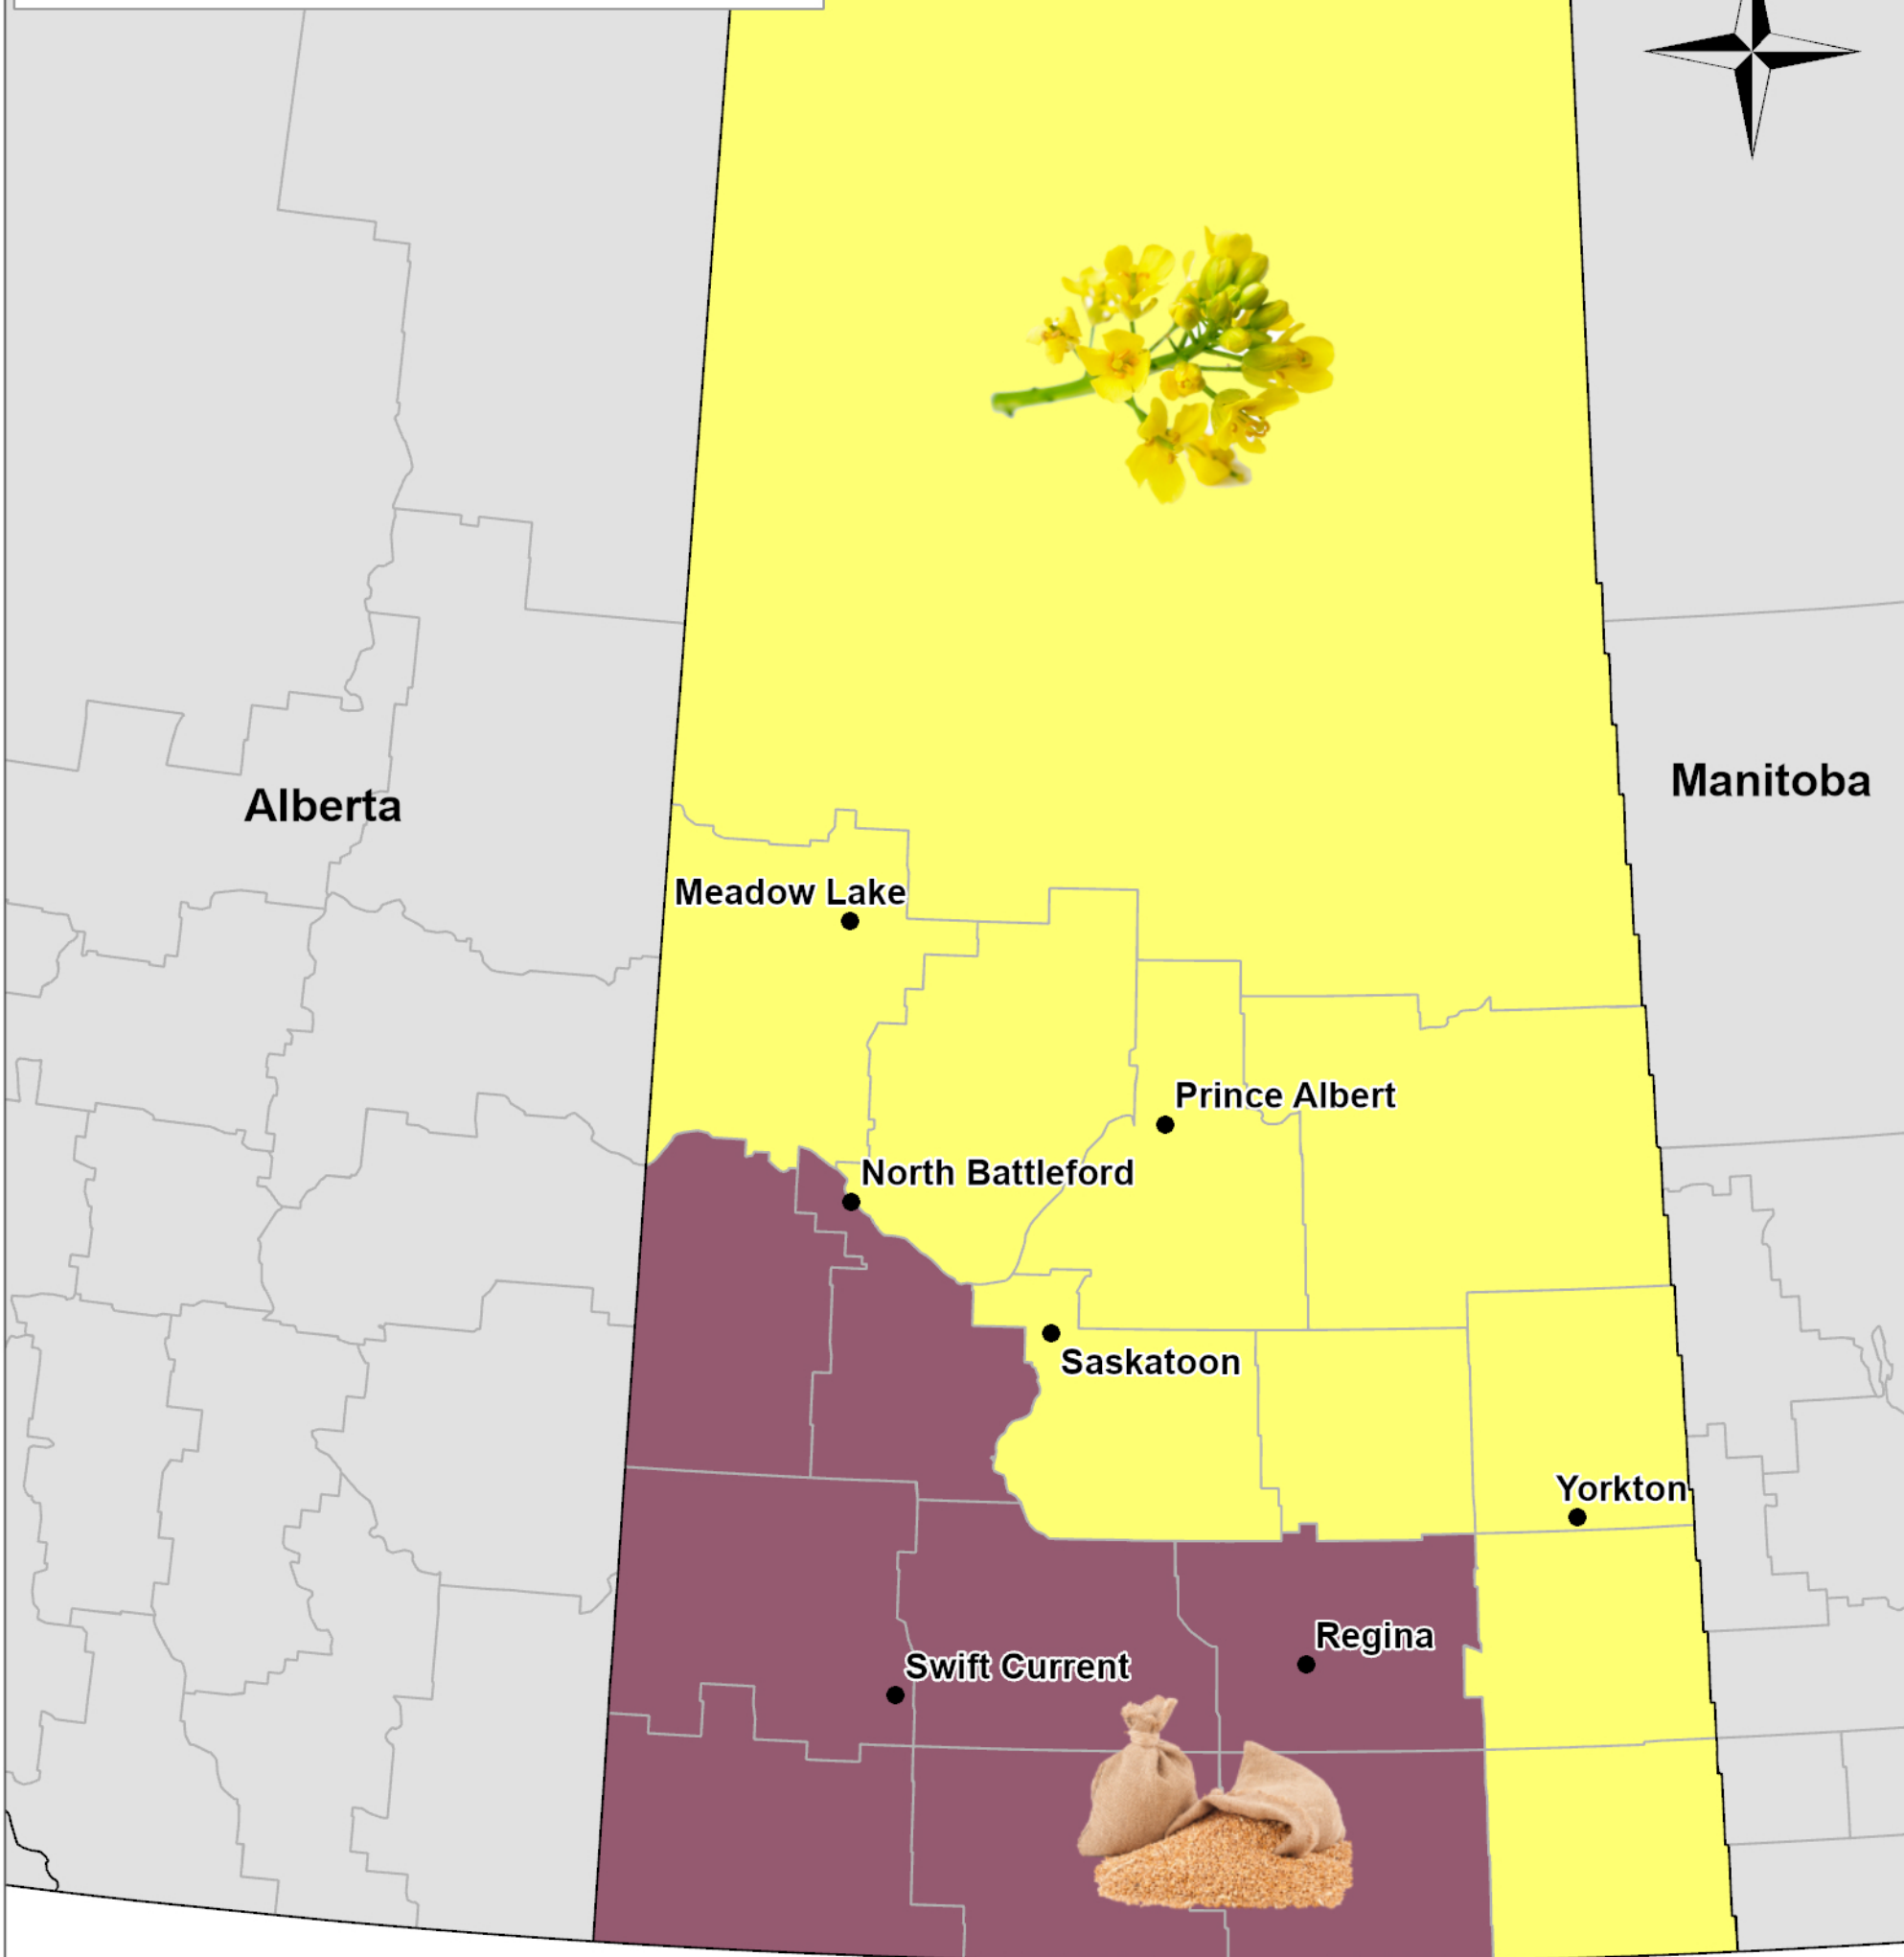 Alberta
Manitoba
Meadow Lake
Prince Albert
North Battleford
Saskatoon
Yorkton
Regina
Swift Current